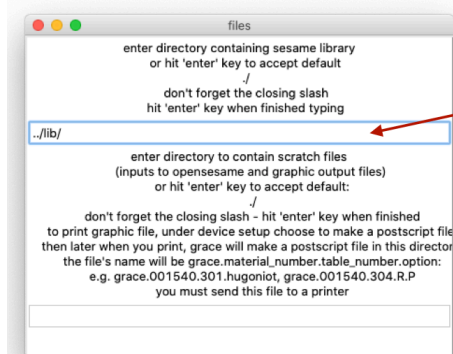 files
enter directory containing sesame library
or hit 'enter' key to accept default
./
don't forget the closing slash
hit 'enter' key when finished typing
../lib/
enter directory to contain scratch files
(inputs to opensesame and graphic output files)
or hit 'enter' key to accept default:
./
don't forget the closing slash - hit 'enter' key when finished
to print graphic file, under device setup choose to make a postscript file
then later when you print, grace will make a postscript file in this
the file's name will be grace.material_number.table_number.option:
e.g. grace.001540.301.hugoniot, grace.001540.304.R.P
you must send this file to a printer